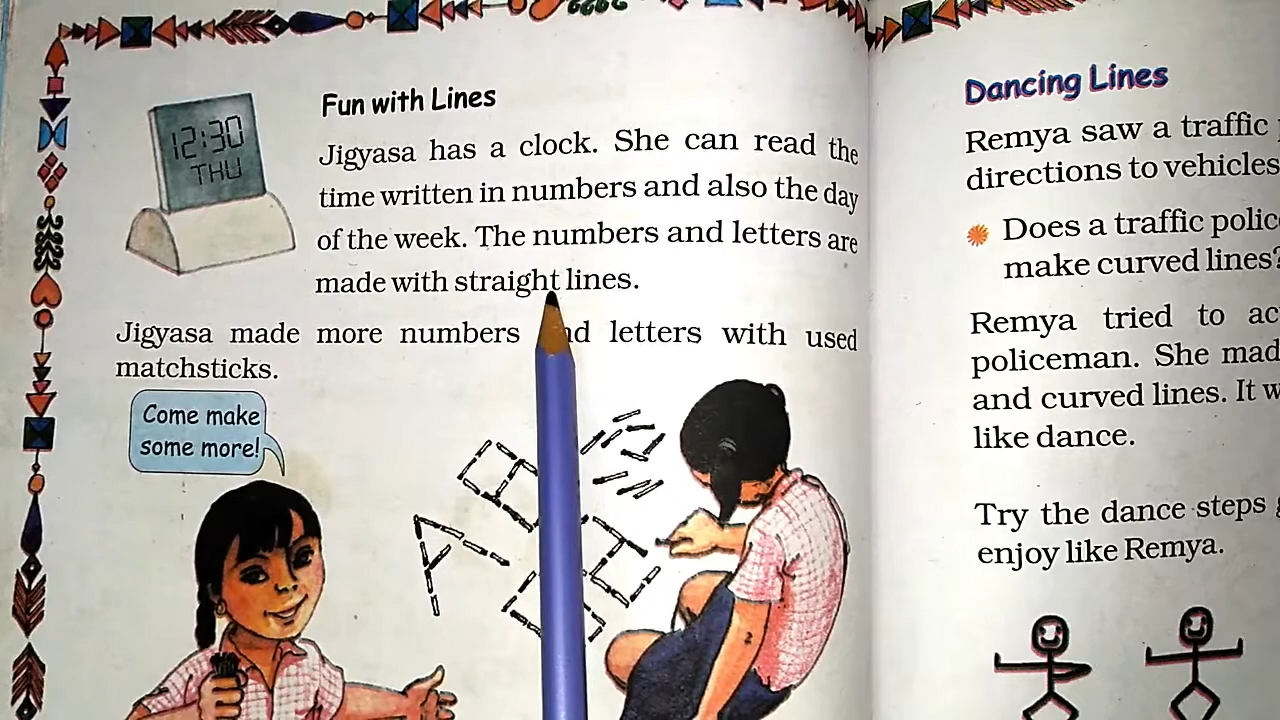 12:30
THU
Fun with Lines
Jigyasa has a clock. She can read the
time written in numbers and also the day
of the week. The numbers and letters are
made with straight lines.
Jigyasa made more numbers letters with used
matchsticks.
Come make
some more!
A
Dancing Lines
Remya saw a traffic
directions to vehicles
Does a traffic
make curved lines?
Remya tried to
policeman. She
and curved lines. It
like dance.
Try the dance steps
enjoy like Remya.